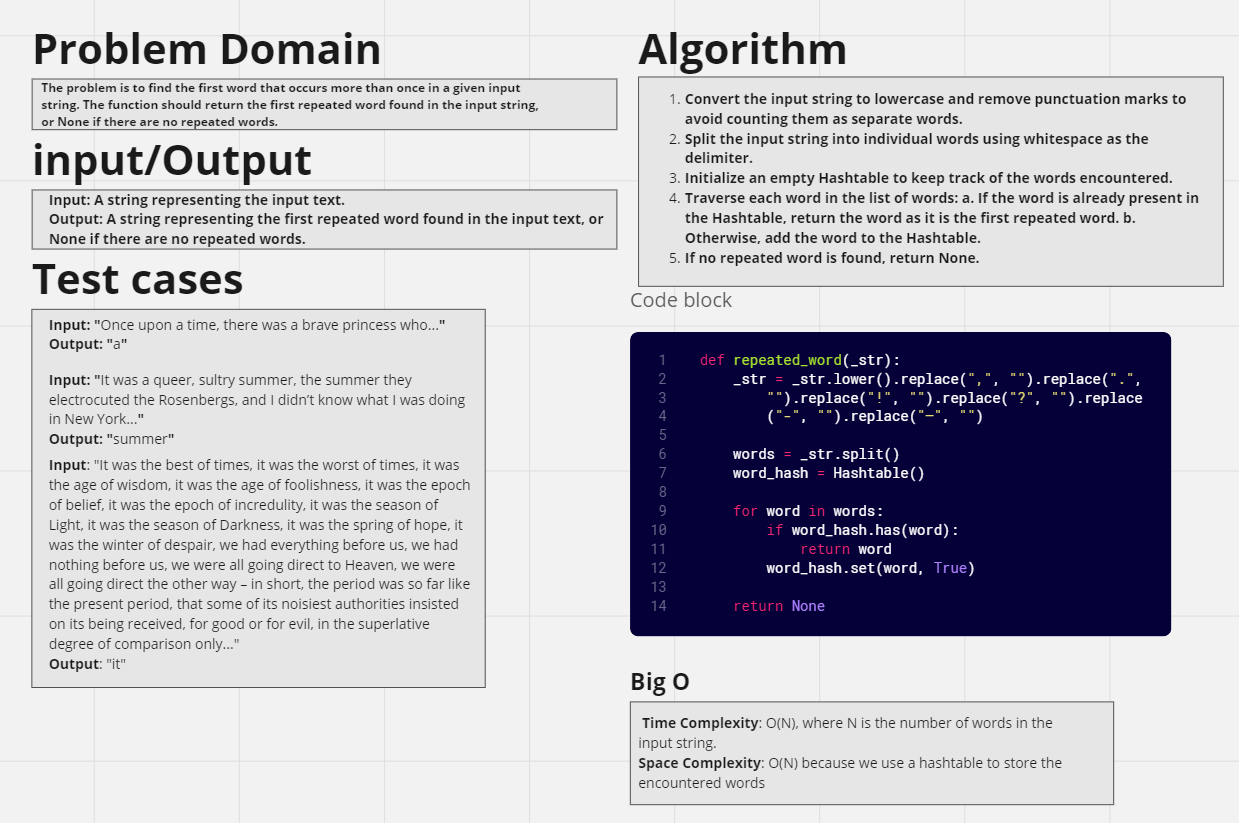 Problem Domain
The problem is to find the first word that occurs more than once in a given input
string. The function should return the first repeated word found in the input string,
or None if there are no repeated words.
input/Output
Input: A string representing the input text.
Output: A string representing the first repeated word found in the input text, or
None if there are no repeated words.
Test cases
Input: "Once upon a time, there was a brave princess who..."
Output: "a"
Input: "It was a queer, sultry summer, the summer they
electrocuted the Rosenbergs, and I didn’t know what I was doing
in New York..."
Output: "summer"
Input: "It was the best of times, it was the worst of times, it was
the age of wisdom, it was the age of foolishness, it was the epoch
of belief, it was the epoch of incredulity, it was the season of
Light, it was the season of Darkness, it was the spring of hope, it
was the winter of despair, we had everything before us, we had
nothing before us, we were all going direct to Heaven, we were
all going direct the other way – in short, the period was so far like
the present period, that some of its noisiest authorities insisted
on its being received, for good or for evil, in the superlative
degree of comparison only..."
Output: "it"
Algorithm
1. Convert the input string to lowercase and remove punctuation marks to
avoid counting them as separate words.
2. Split the input string into individual words using whitespace as the
delimiter.
3. Initialize an empty Hashtable to keep track of the words encountered.
4. Traverse each word in the list of words: a. If the word is already present in
the Hashtable, return the word as it is the first repeated word. b.
Otherwise, add the word to the Hashtable.
5. If no repeated word is found, return None.
Code block
1 def repeated_word(_str):
2 _str = _str.lower().replace(",", "").replace(".",
3 "").replace("!", "").replace("?", "").replace
4 ("-", "").replace("—", "")
5
6 words = _str.split()
7 word_hash = Hashtable()
8
9 for word in words:
10 if word_hash.has(word):
11 return word
12 word_hash.set(word, True)
13
14 return None
Big O
Time Complexity: O(N), where N is the number of words in the
input string.
Space Complexity: O(N) because we use a hashtable to store the
encountered words